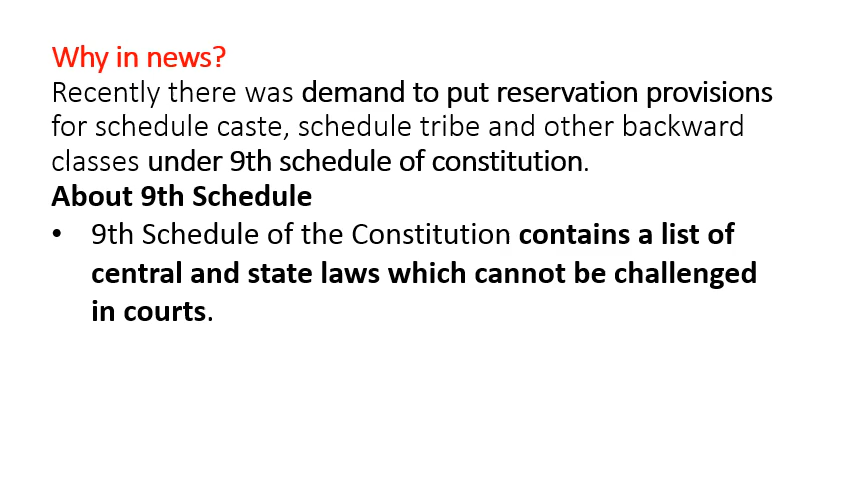 Why in news?
Recently there was demand to put reservation provisions
for schedule caste, schedule tribe and other backward
classes under 9th schedule of constitution.
About 9th Schedule
• 9th Schedule of the Constitution contains a list of
central and state laws which cannot be challenged
in courts.